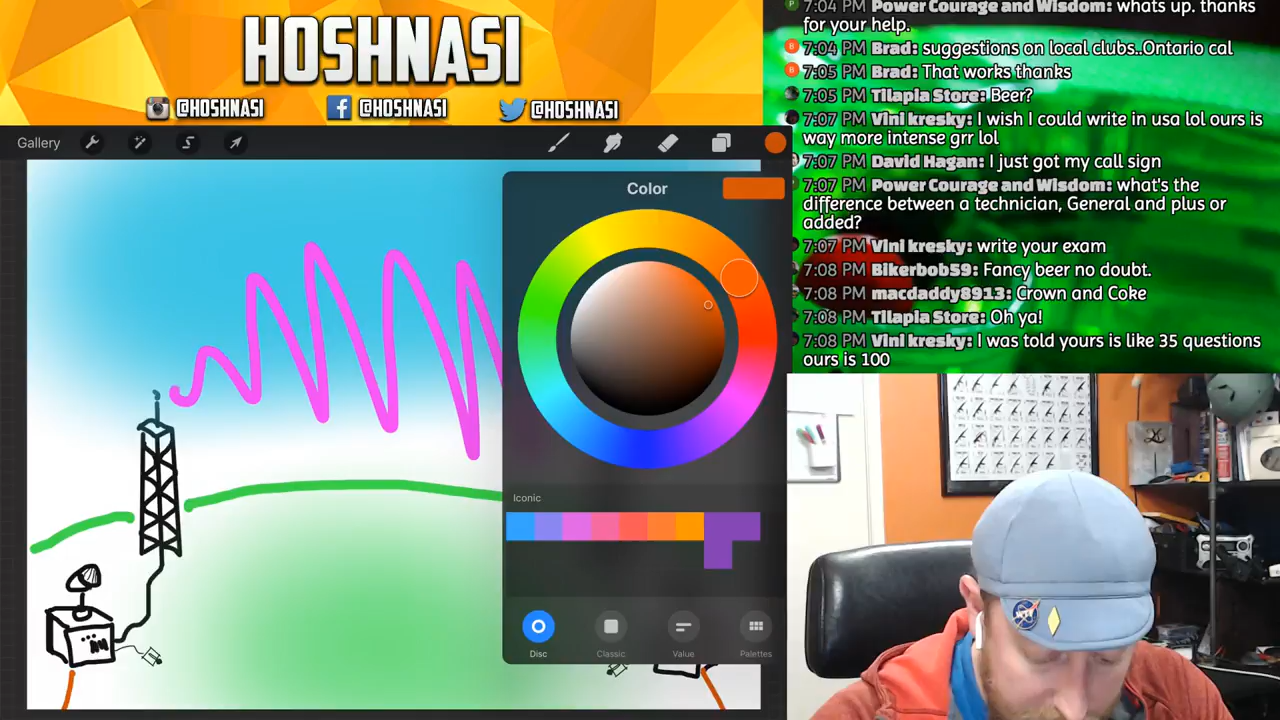 HOSHNASI
@HOSHNASI
@HOSHNASI
@HOSHNASI
Gallery
Color
Iconic
Disc
Classic
Value
Palettes
7:04 PM Power Courage and Wisdom: whats up. thanks
for your help.
7:04 PM Brad: suggestions on local clubs..Ontario cal
7:05 PM Brad: That works thanks
7:05 PM Tilapia Store: Beer?
7:07 PM Vini kresky: I wish I could write in usa lol ours is
way more intense grr lol
7:07 PM David Hagan: I just got my call sign
7:07 PM Power Courage and Wisdom: what's the
difference between a technician, General and plus or
added?
7:07 PM Vini kresky: write your exam
7:08 PM Bikerbob59: Fancy beer no doubt.
7:08 PM macdaddy8913: Crown and Coke
7:08 PM Tilapia Store: Oh ya!
7:08 PM Vini kresky: I was told yours is like 35 questions
ours is 100